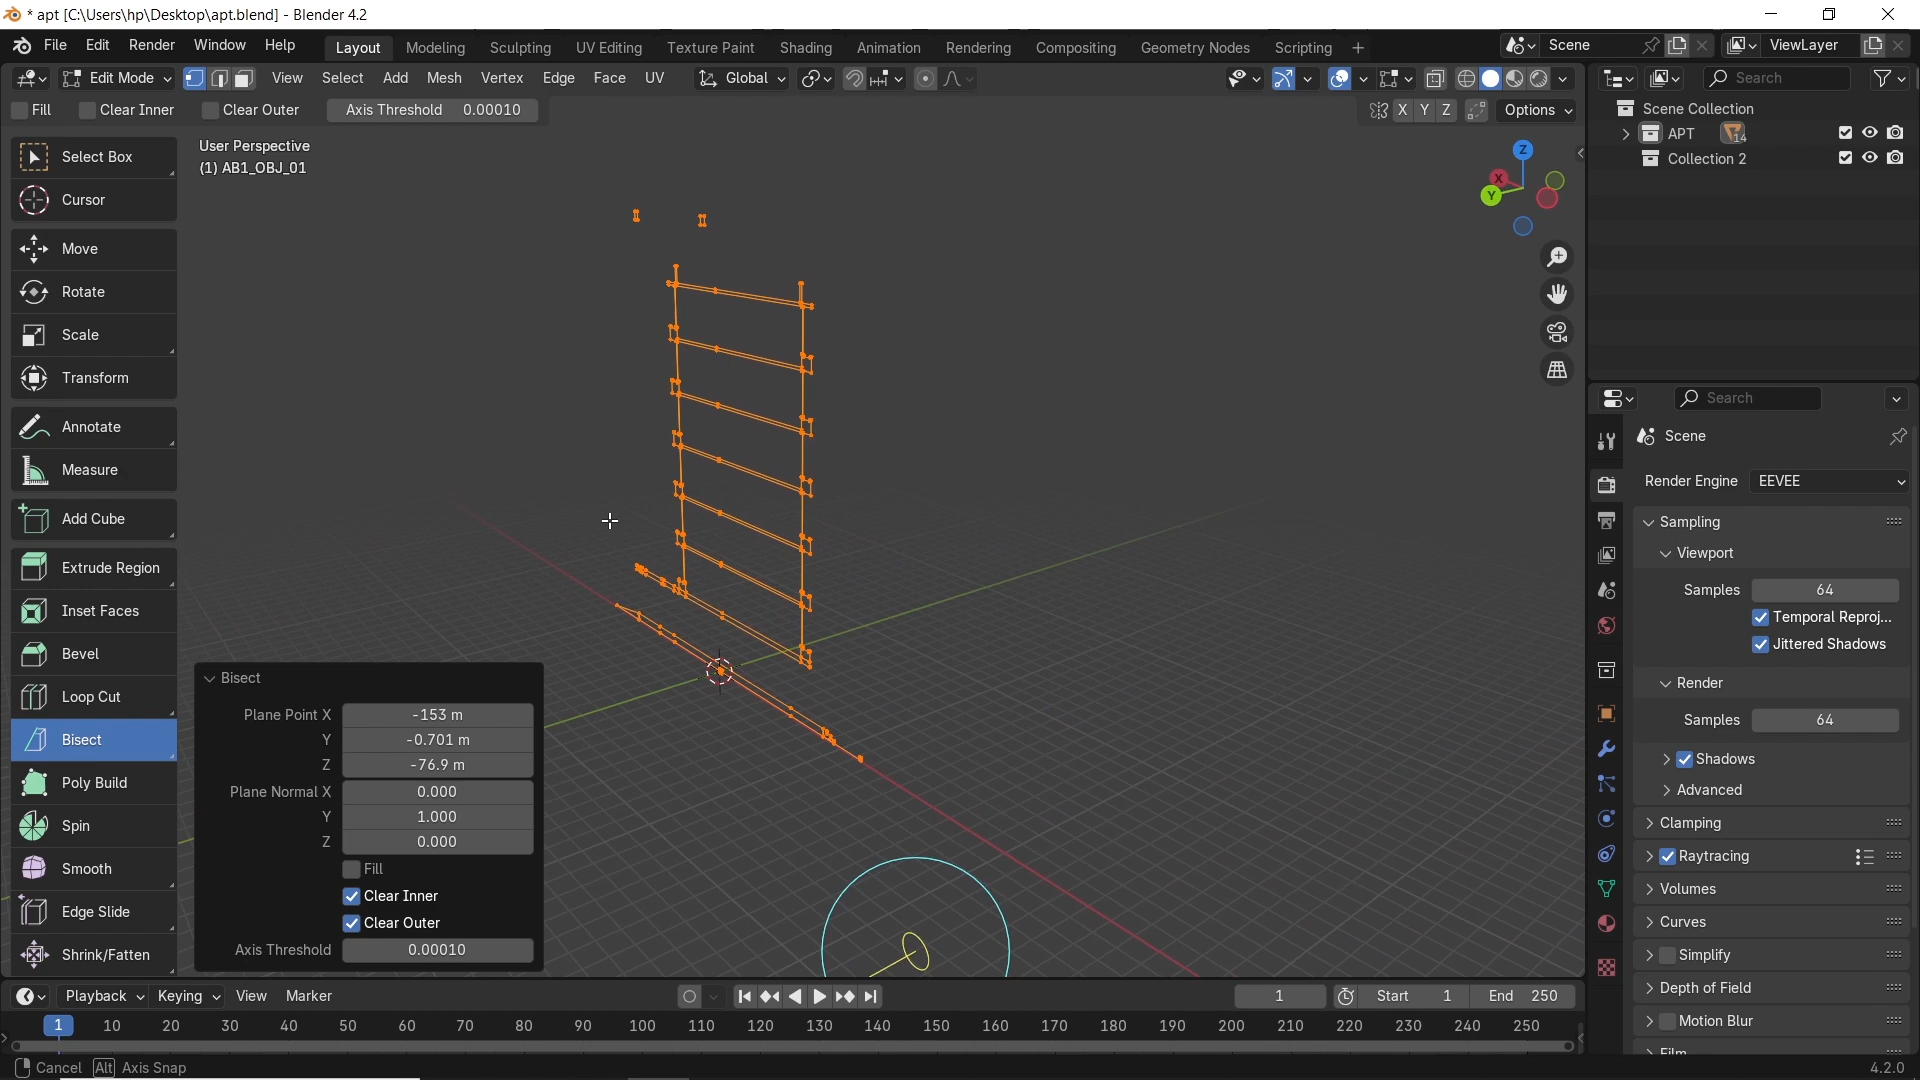 * apt [C:\Users\hp\Desktop\apt.blend] - Blender 4.2
File Edit Render Window Help Layout Modeling Sculpting UV Editing Texture Paint Shading Animation Rendering Compositing Geometry Nodes Scripting + Scene ViewLayer
Edit Mode View Select Add Mesh Vertex Edge Face UV Global Search
Fill Clear Inner Clear Outer Axis Threshold 0.00010 X Y Z Options
Scene Collection
APT 14
Collection 2
User Perspective
(1) AB1_OBJ_01
Z
X
Y
Select Box
Cursor
Move
Rotate
Scale
Transform
Annotate
Measure
Add Cube
Extrude Region
Inset Faces
Bevel
Loop Cut
Bisect
Poly Build
Spin
Smooth
Edge Slide
Shrink/Fatten
Bisect
Plane Point X -153 m
Y -0.701 m
Z -76.9 m
Plane Normal X 0.000
Y 1.000
Z 0.000
Fill
Clear Inner
Clear Outer
Axis Threshold 0.00010
Search
Scene
Render Engine EEVEE
Sampling
Viewport
Samples 64
Temporal Reproj...
Jittered Shadows
Render
Samples 64
Shadows
Advanced
Clamping
Raytracing
Volumes
Curves
Simplify
Depth of Field
Motion Blur
Film
Playback Keying View Marker 1 Start 1 End 250
1 10 20 30 40 50 60 70 80 90 100 110 120 130 140 150 160 170 180 190 200 210 220 230 240 250
Cancel Alt Axis Snap 4.2.0